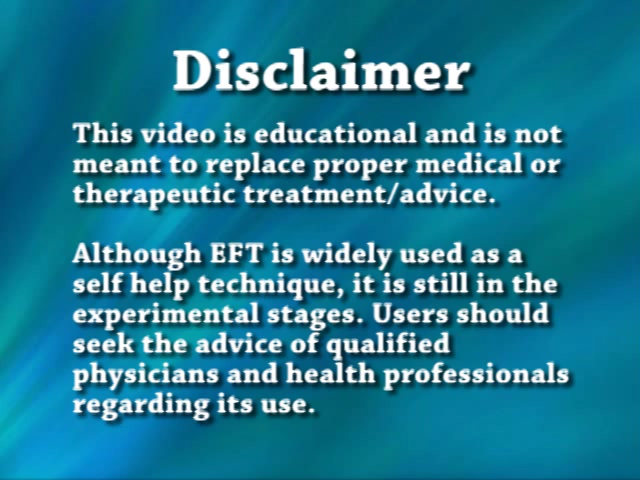 Disclaimer
This video is educational and is not
meant to replace proper medical or
therapeutic treatment/advice.
Although EFT is widely used as a
self help technique, it is still in the
experimental stages. Users should
seek the advice of qualified
physicians and health professionals
regarding its use.